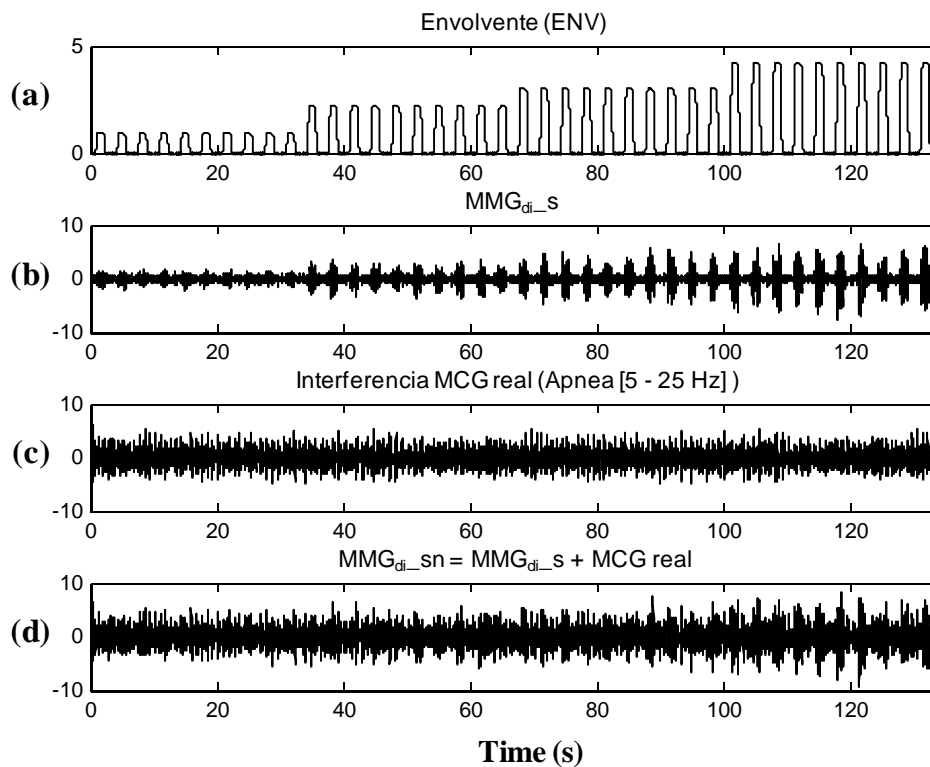 Envolvente (ENV)
(a)
5
0
0 20 40 60 80 100 120
MMGdi_s
(b)
10
0
-10
0 20 40 60 80 100 120
Interferencia MCG real (Apnea [5 - 25 Hz] )
(c)
10
0
-10
0 20 40 60 80 100 120
MMGdi_sn = MMGdi_s + MCG real
(d)
10
0
-10
0 20 40 60 80 100 120
Time (s)